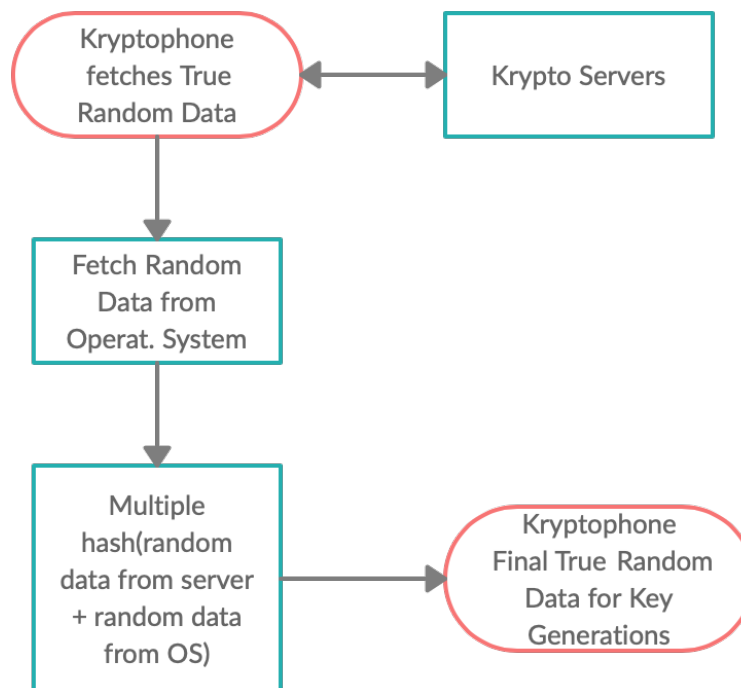 Kryptophone
fetches True
Random Data
Krypto Servers
Fetch Random
Data from
Operat. System
Multiple
hash(random
data from server
+ random data
from OS)
Kryptophone
Final True Random
Data for Key
Generations